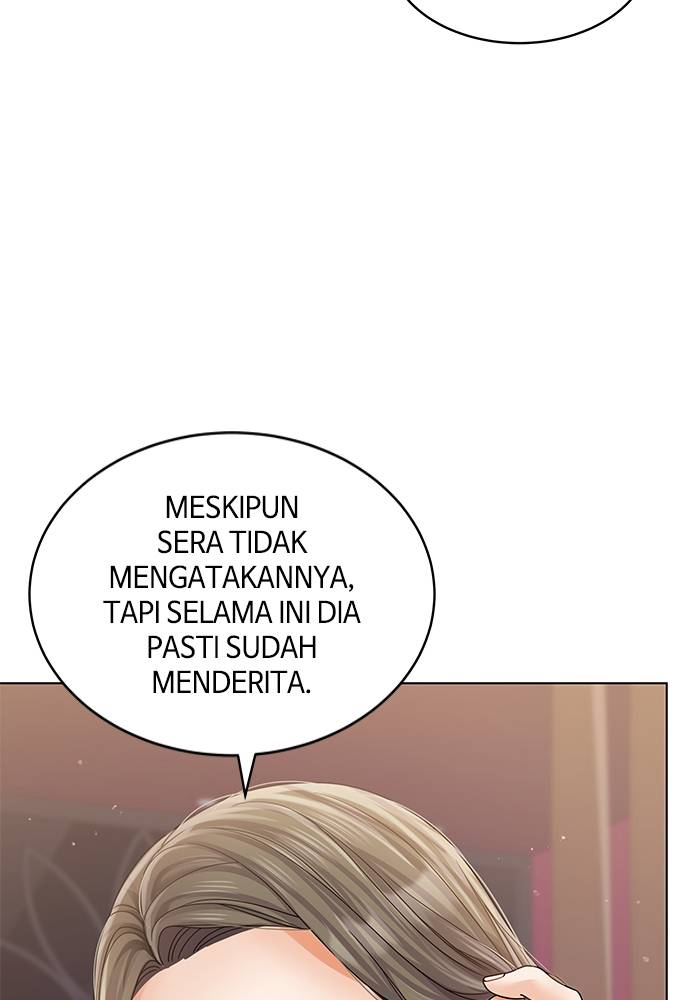 MESKIPUN
SERA TIDAK
MENGATAKANNYA,
TAPI SELAMA INI DIA
PASTI SUDAH
MENDERITA.